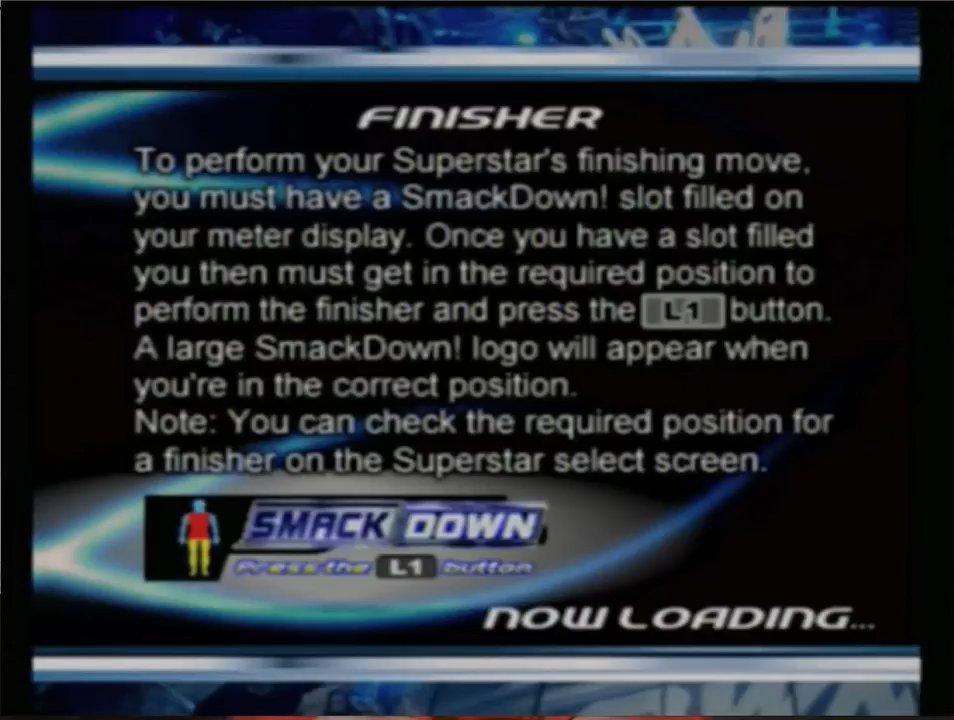 FINISHER
To perform your Superstar's finishing move,
you must have a SmackDown! slot filled on
your meter display. Once you have a slot filled
you then must get in the required position to
perform the finisher and press the L1 button.
A large SmackDown! logo will appear when
you're in the correct position.
Note: You can check the required position for
a finisher on the Superstar select screen.
SMACK DOWN
Press the L1 button
NOW LOADING...